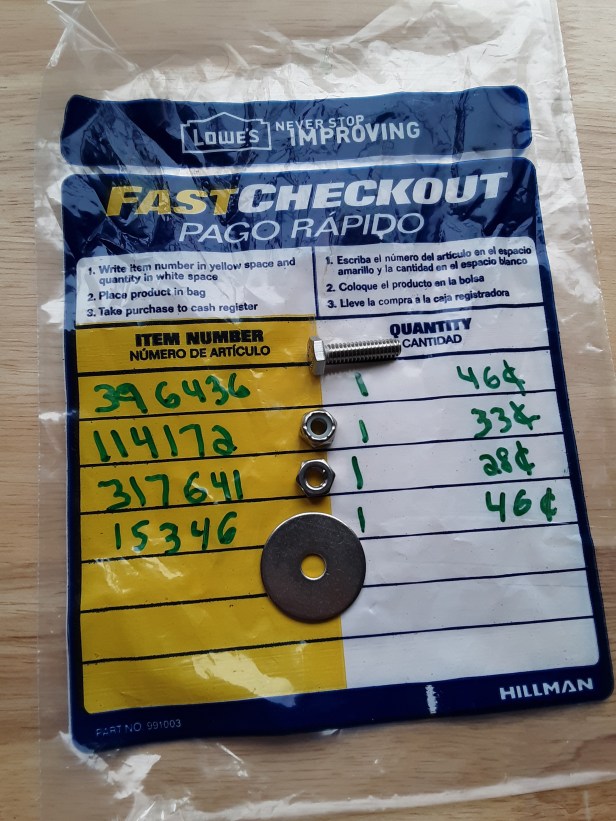 LOWE'S NEVER STOP IMPROVING
FASTCHECKOUT
PAGO RÁPIDO
1. Write item number in yellow space and quantity in white space
2. Place product in bag
3. Take purchase to cash register
1. Escriba el número del artículo en el espacio amarillo y la cantidad en el espacio blanco
2. Coloque el producto en la bolsa
3. Lleve la compra a la caja registradora
ITEM NUMBER QUANTITY
NÚMERO DE ARTÍCULO CANTIDAD
396436 1 46¢
114172 1 33¢
317641 1 28¢
15346 1 46¢
PART NO. 991003 HILLMAN